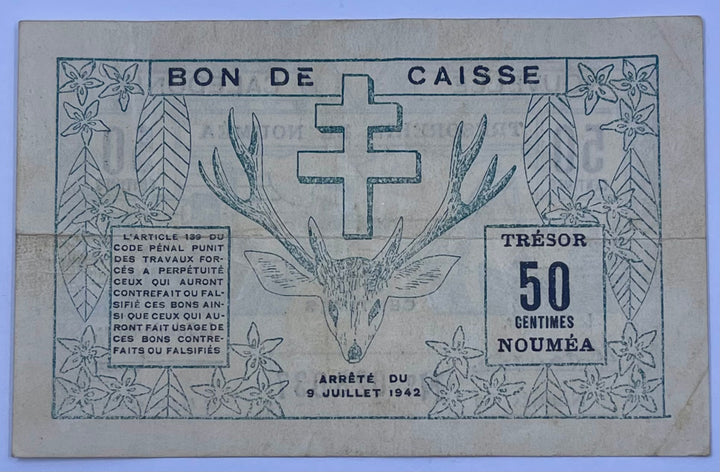 BON DE CAISSE
L'ARTICLE 139 DU
CODE PÉNAL PUNIT
DES TRAVAUX FOR-
CÉS A PERPÉTUITÉ
CEUX QUI AURONT
CONTREFAIT OU FAL-
SIFIÉ CES BONS AIN-
SI QUE CEUX QUI AU-
RONT FAIT USAGE DE
CES BONS CONTRE-
FAITS OU FALSIFIÉS
TRÉSOR
50
CENTIMES
NOUMÉA
ARRÊTÉ DU
9 JUILLET 1942